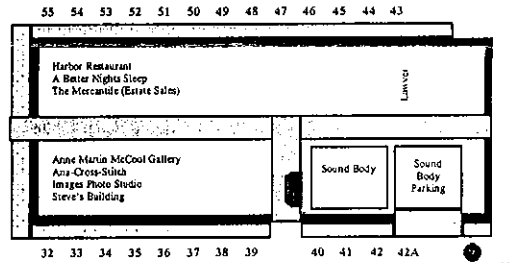 55 54 53 52 51 50 49 48 47 46 45 44 43
Harbor Restaurant
A Better Nights Sleep
The Mercantile (Estate Sales)
Lawyer
Anne Martin McCool Gallery
Ana-Cross-Stitch
Images Photo Studio
Steve's Building
Sound Body
Sound
Body
Parking
32 33 34 35 36 37 38 39 40 41 42 42A